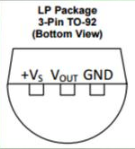 LP Package
3-Pin TO-92
(Bottom View)
+VS VOUT GND